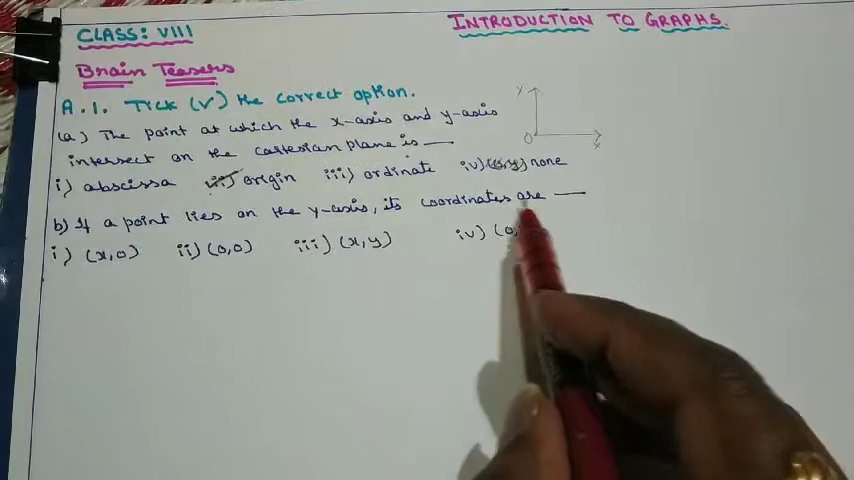 CLASS: VIII
INTRODUCTION TO GRAPHS.
Brain Teasers
A.1. Tick (√) the correct option.
(a.) The point at which the x-axis and y-axis
intersect on the cartesian plane is ——
i) abscissa ii) origin iii) ordinate iv) none
b) If a point lies on the y-axis, its coordinates are ——
i) (x,0) ii) (0,0) iii) (x,y) iv) (0,
Y
O
X